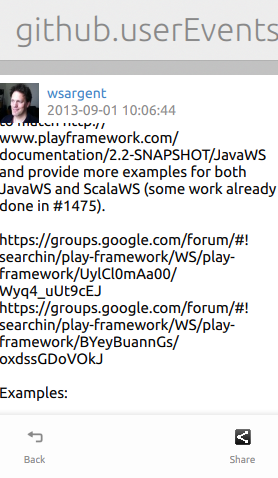 github.userEvents
wsargent
2013-09-01 10:06:44
to match http://
www.playframework.com/
documentation/2.2-SNAPSHOT/JavaWS
and provide more examples for both
JavaWS and ScalaWS (some work already
done in #1475).
https://groups.google.com/forum/#!
searchin/play-framework/WS/play-
framework/UylCl0mAa00/
Wyq4_uUt9cEJ
https://groups.google.com/forum/#!
searchin/play-framework/WS/play-
framework/BYeyBuannGs/
oxdssGDoVOkJ
Examples:
Back
Share